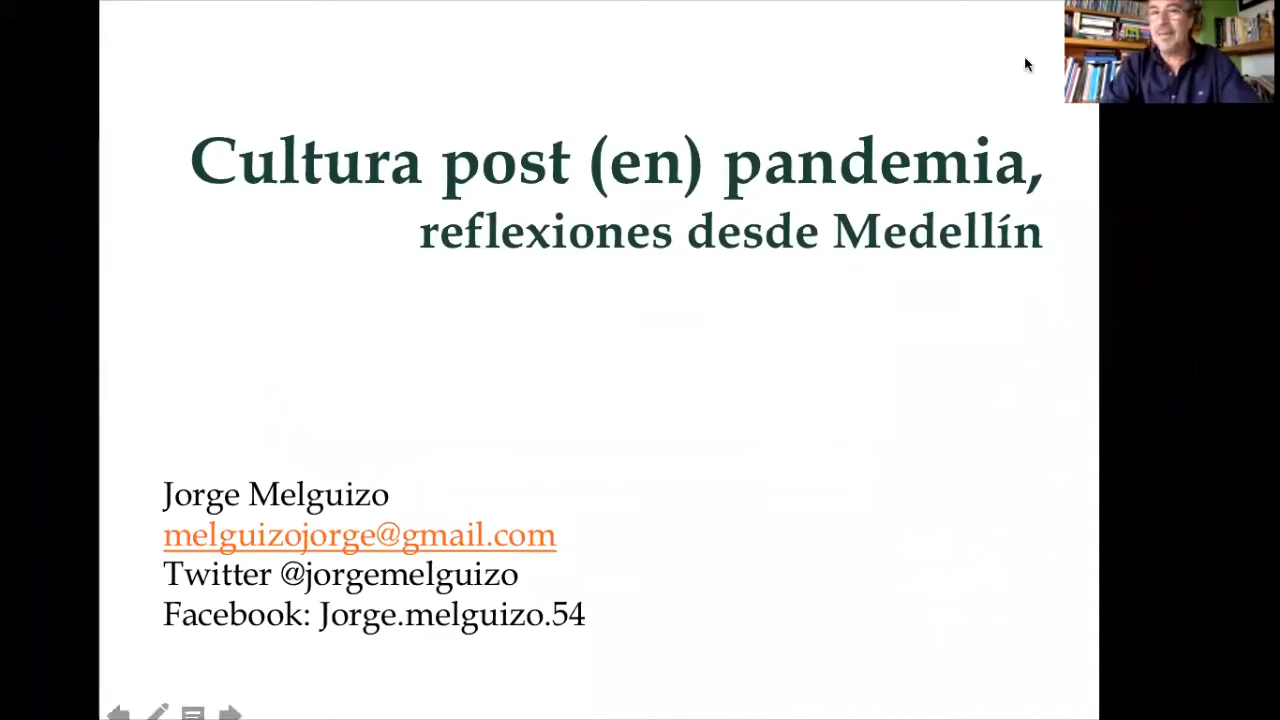 Cultura post (en) pandemia,
reflexiones desde Medellín
Jorge Melguizo
melguizojorge@gmail.com
Twitter @jorgemelguizo
Facebook: Jorge.melguizo.54